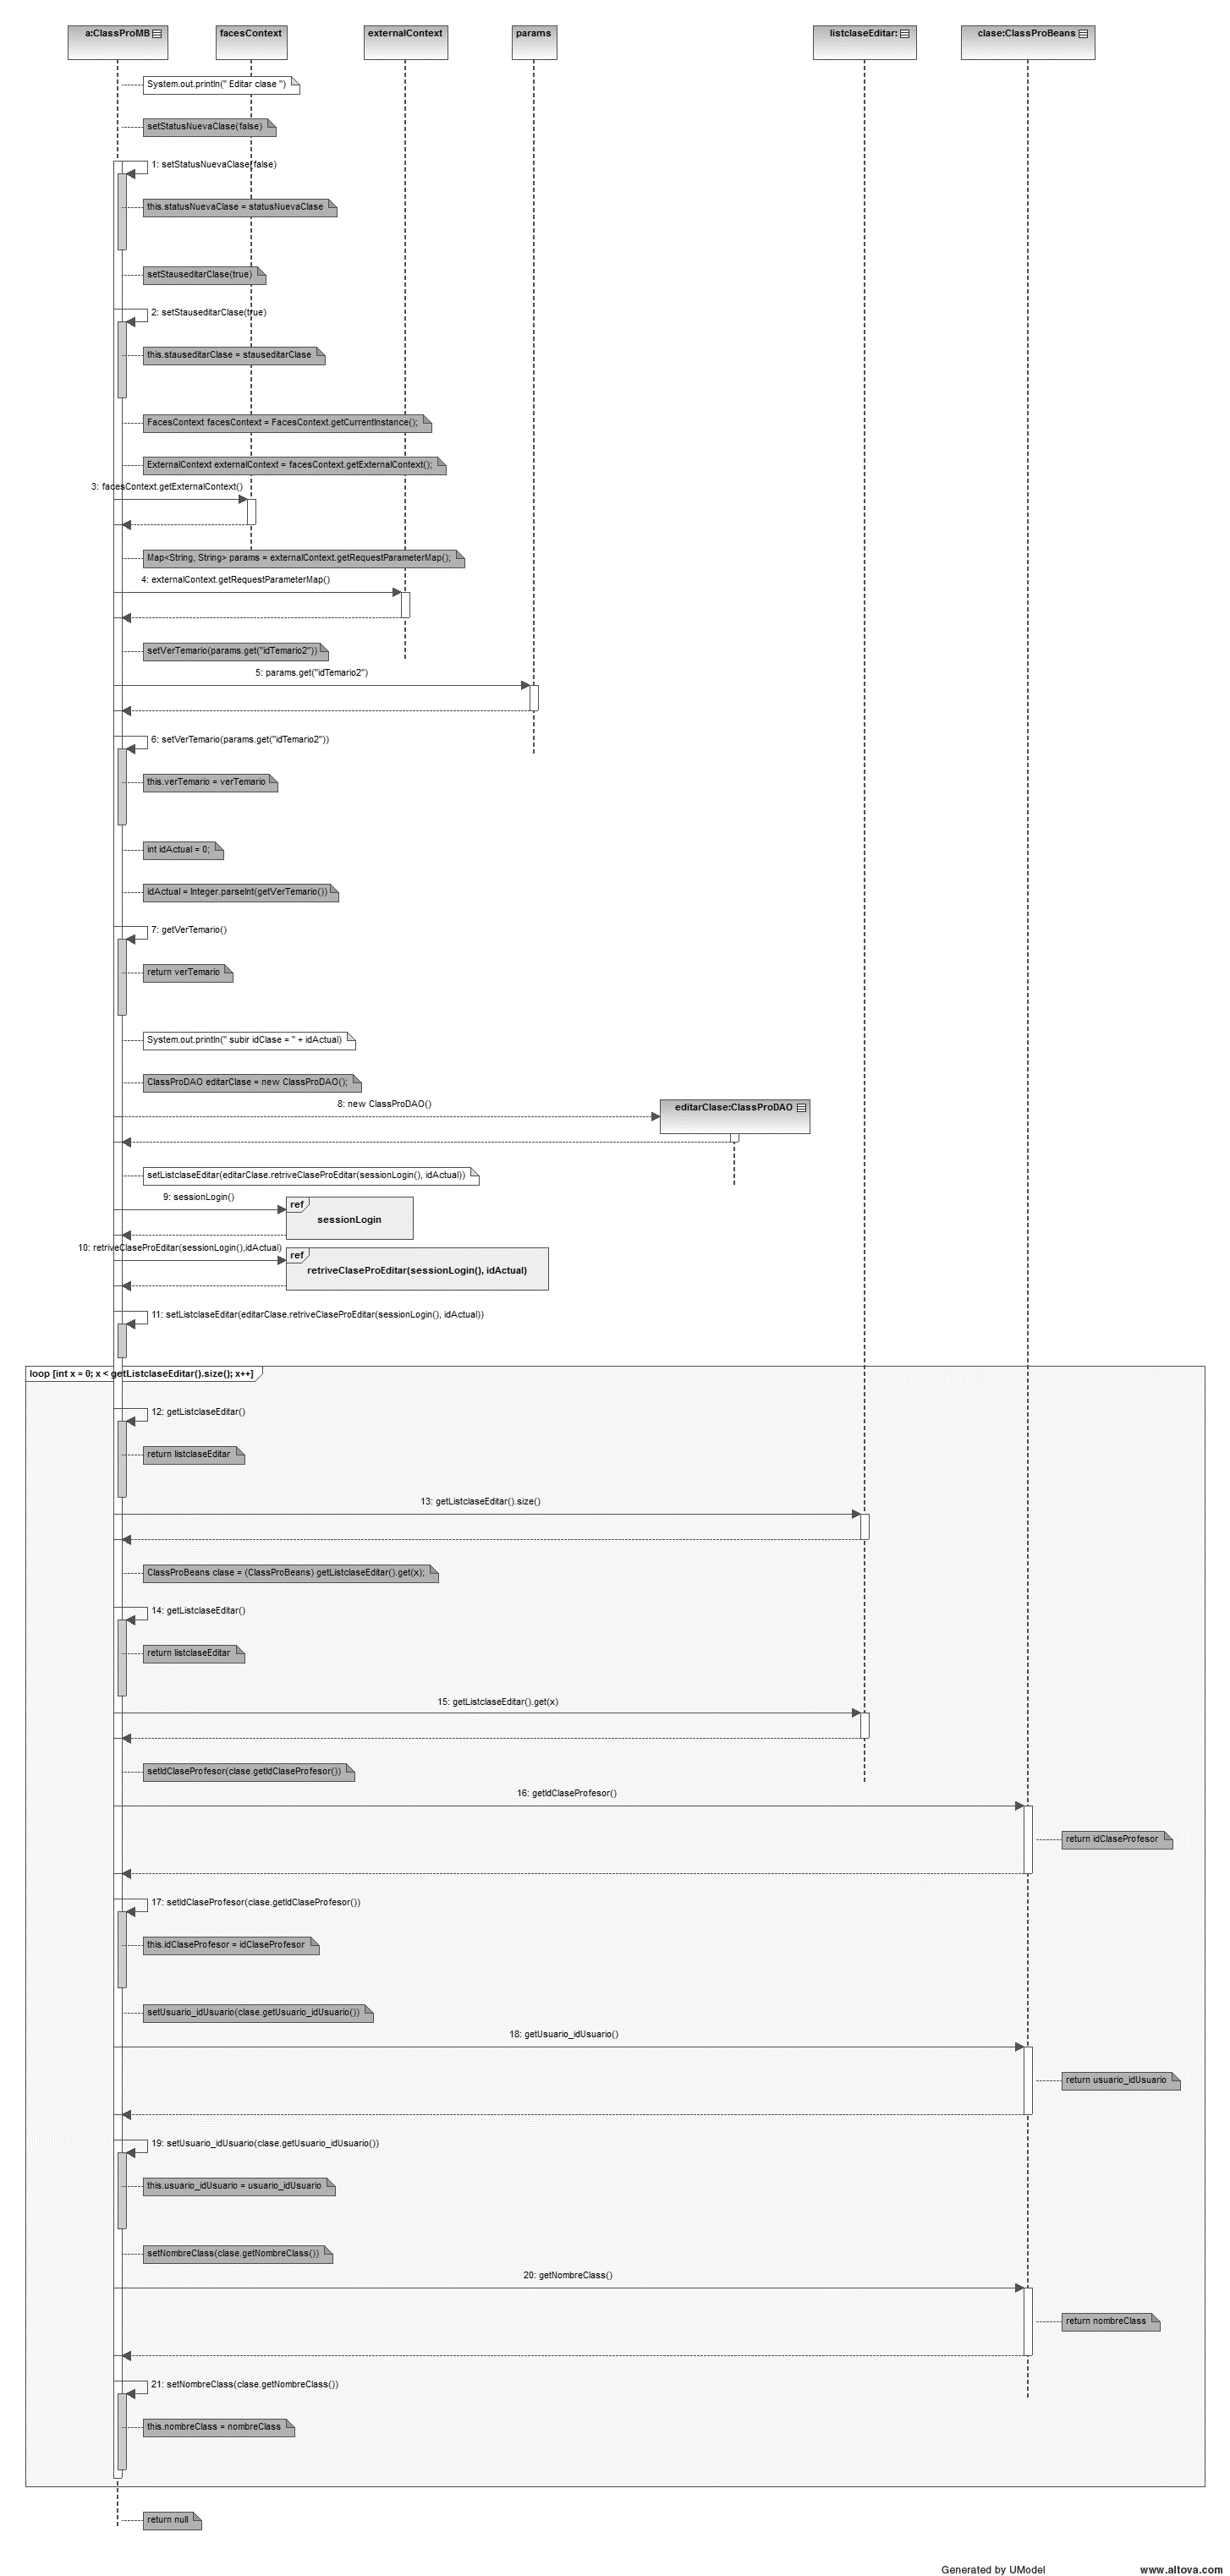 a:ClassProMB
facesContext
externalContext
params
listclaseEditar:
clase:ClassProBeans
System.out.println(" Editar clase ")
setStatusNuevaClase(false)
1: setStatusNuevaClase(false)
this.statusNuevaClase = statusNuevaClase
setStauseditarClase(true)
2: setStauseditarClase(true)
this.stauseditarClase = stauseditarClase
FacesContext facesContext = FacesContext.getCurrentInstance();
ExternalContext externalContext = facesContext.getExternalContext();
3: facesContext.getExternalContext()
Map<String, String> params = externalContext.getRequestParameterMap();
4: externalContext.getRequestParameterMap()
setVerTemario(params.get("idTemario2"))
5: params.get("idTemario2")
6: setVerTemario(params.get("idTemario2"))
this.verTemario = verTemario
int idActual = 0;
idActual = Integer.parseInt(getVerTemario())
7: getVerTemario()
return verTemario
System.out.println(" subir idClase = " + idActual)
ClassProDAO editarClase = new ClassProDAO();
8: new ClassProDAO()
editarClase:ClassProDAO
setListclaseEditar(editarClase.retriveClaseProEditar(sessionLogin(), idActual))
9: sessionLogin()
ref
sessionLogin
10: retriveClaseProEditar(sessionLogin(),idActual)
ref
retriveClaseProEditar(sessionLogin(), idActual)
11: setListclaseEditar(editarClase.retriveClaseProEditar(sessionLogin(), idActual))
loop [int x = 0; x < getListclaseEditar().size(); x++]
12: getListclaseEditar()
return listclaseEditar
13: getListclaseEditar().size()
ClassProBeans clase = (ClassProBeans) getListclaseEditar().get(x);
14: getListclaseEditar()
return listclaseEditar
15: getListclaseEditar().get(x)
setIdClaseProfesor(clase.getIdClaseProfesor())
16: getIdClaseProfesor()
return idClaseProfesor
17: setIdClaseProfesor(clase.getIdClaseProfesor())
this.idClaseProfesor = idClaseProfesor
setUsuario_idUsuario(clase.getUsuario_idUsuario())
18: getUsuario_idUsuario()
return usuario_idUsuario
19: setUsuario_idUsuario(clase.getUsuario_idUsuario())
this.usuario_idUsuario = usuario_idUsuario
setNombreClass(clase.getNombreClass())
20: getNombreClass()
return nombreClass
21: setNombreClass(clase.getNombreClass())
this.nombreClass = nombreClass
return null
Generated by UModel
www.altova.com